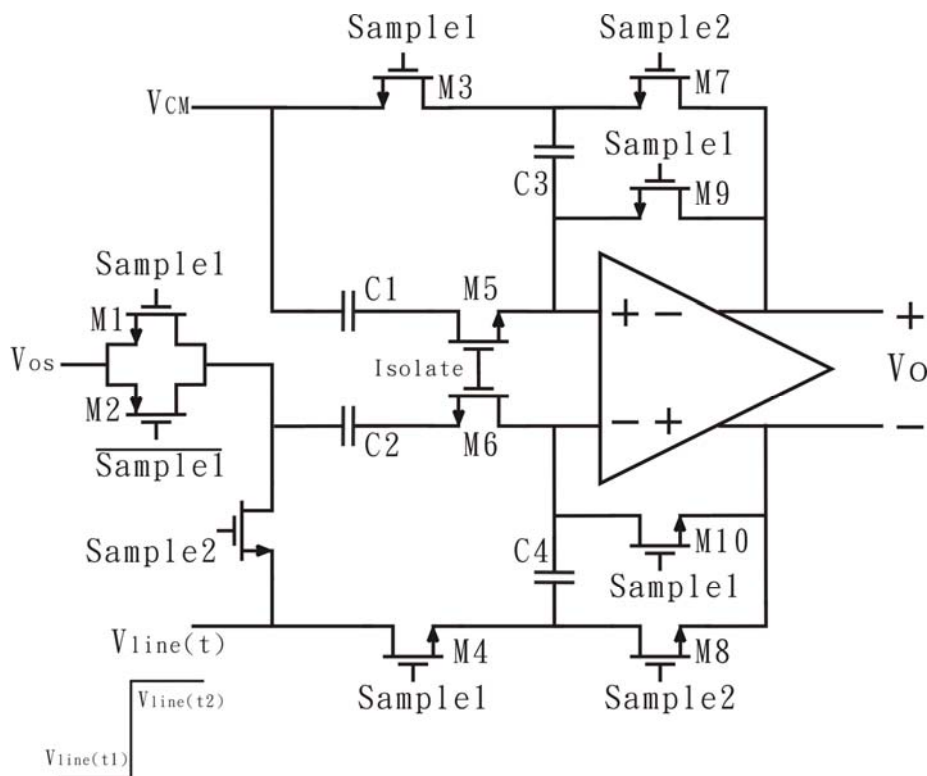 Sample1
Sample2
M3
M7
VCM
Sample1
C3
M9
Sample1
C1
M5
M1
+ -
+
VOS
Isolate
VO
M2
C2
M6
- +
-
Sample1
Sample2
C4
M10
Sample1
Vline(t)
M4
M8
Vline(t2)
Sample1
Sample2
Vline(t1)